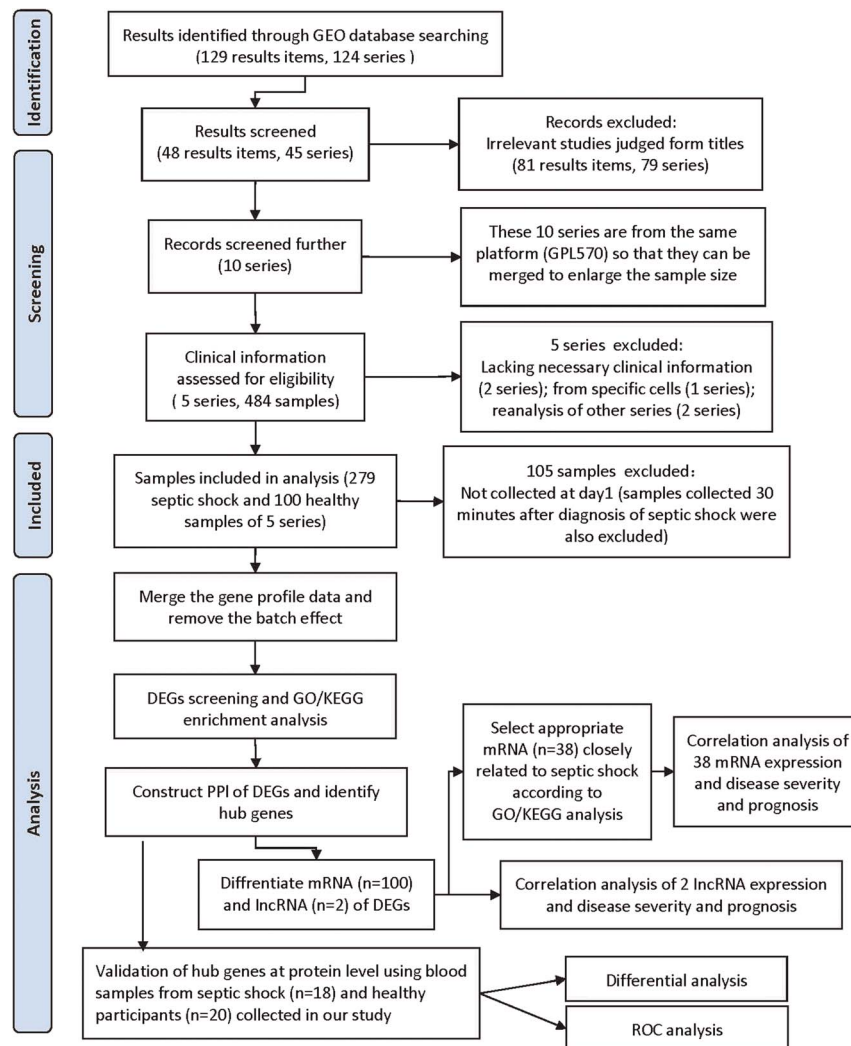 Identification
Results identified through GEO database searching
(129 results items, 124 series )
Results screened
(48 results items, 45 series)
Records excluded:
Irrelevant studies judged form titles
(81 results items, 79 series)
Screening
Records screened further
(10 series)
These 10 series are from the same
platform (GPL570) so that they can be
merged to enlarge the sample size
Clinical information
assessed for eligibility
( 5 series, 484 samples)
5 series excluded:
Lacking necessary clinical information
(2 series); from specific cells (1 series);
reanalysis of other series (2 series)
Included
Samples included in analysis (279
septic shock and 100 healthy
samples of 5 series)
105 samples excluded:
Not collected at day1 (samples collected 30
minutes after diagnosis of septic shock were
also excluded)
Analysis
Merge the gene profile data and
remove the batch effect
DEGs screening and GO/KEGG
enrichment analysis
Construct PPI of DEGs and identify
hub genes
Select appropriate
mRNA (n=38) closely
related to septic shock
according to
GO/KEGG analysis
Correlation analysis of
38 mRNA expression
and disease severity
and prognosis
Diffrentiate mRNA (n=100)
and lncRNA (n=2) of DEGs
Correlation analysis of 2 lncRNA expression
and disease severity and prognosis
Validation of hub genes at protein level using blood
samples from septic shock (n=18) and healthy
participants (n=20) collected in our study
Differential analysis
ROC analysis